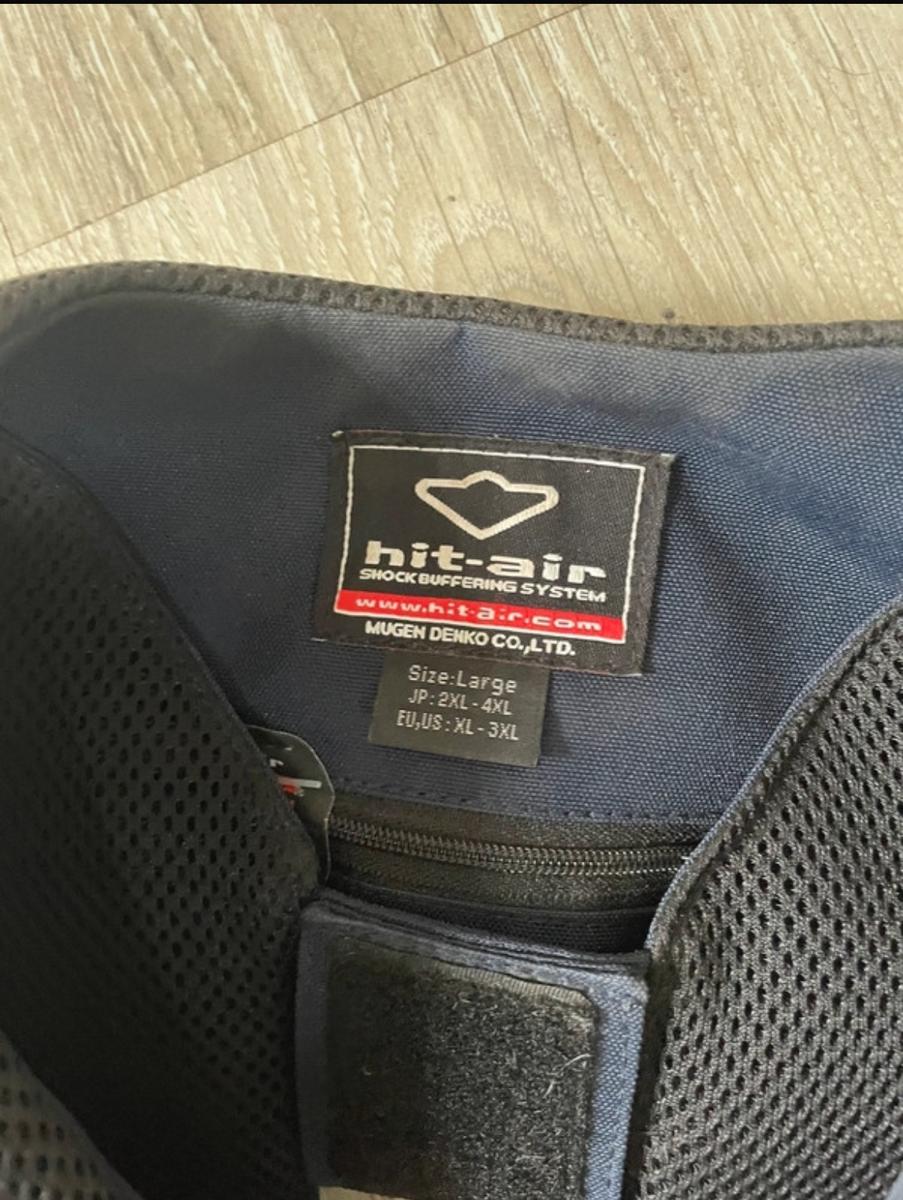 hit-air
SHOCK BUFFERING SYSTEM
www.hit-air.com
MUGEN DENKO CO.,LTD.
Size:Large
JP: 2XL - 4XL
EU,US: XL - 3XL